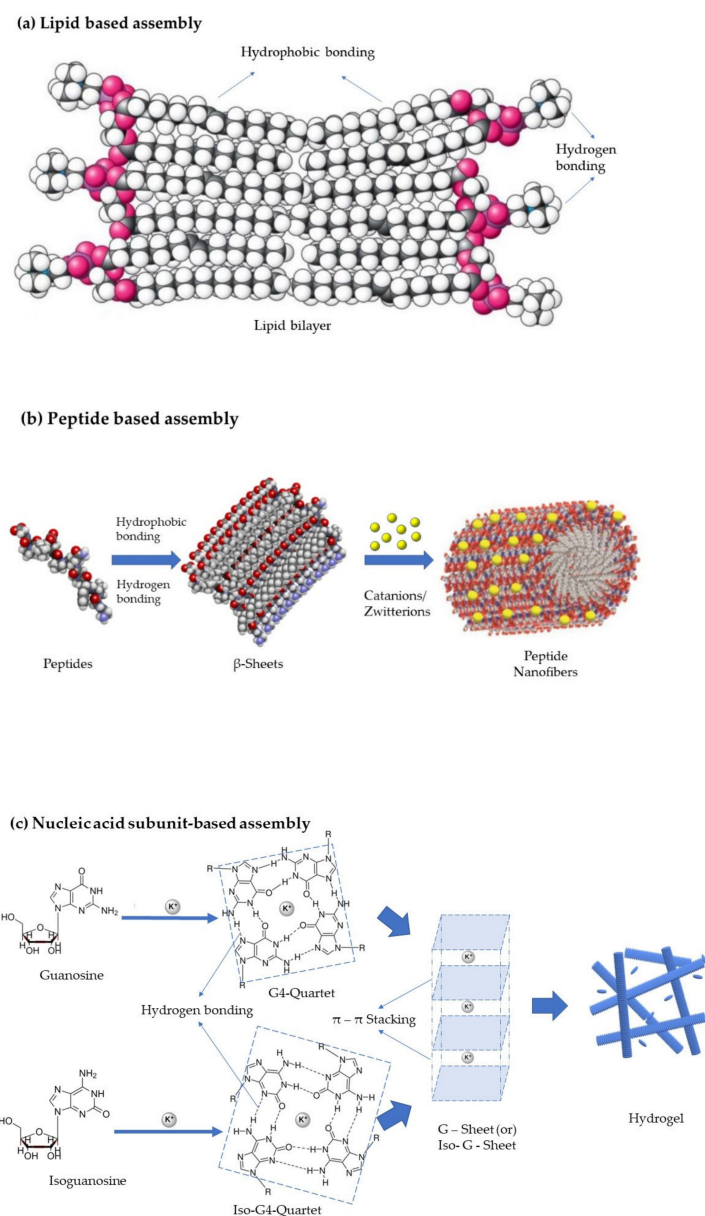 (a) Lipid based assembly
Hydrophobic bonding
Hydrogen
bonding
Lipid bilayer
(b) Peptide based assembly
Hydrophobic
bonding
Hydrogen
bonding
Catanions/
Zwitterions
Peptides
β-Sheets
Peptide
Nanofibers
(c) Nucleic acid subunit-based assembly
Guanosine
K⁺
G4-Quartet
Hydrogen bonding
π – π Stacking
K⁺
K⁺
K⁺
K⁺
Hydrogel
G – Sheet (or)
Iso- G - Sheet
Isoguanosine
K⁺
K⁺
Iso-G4-Quartet